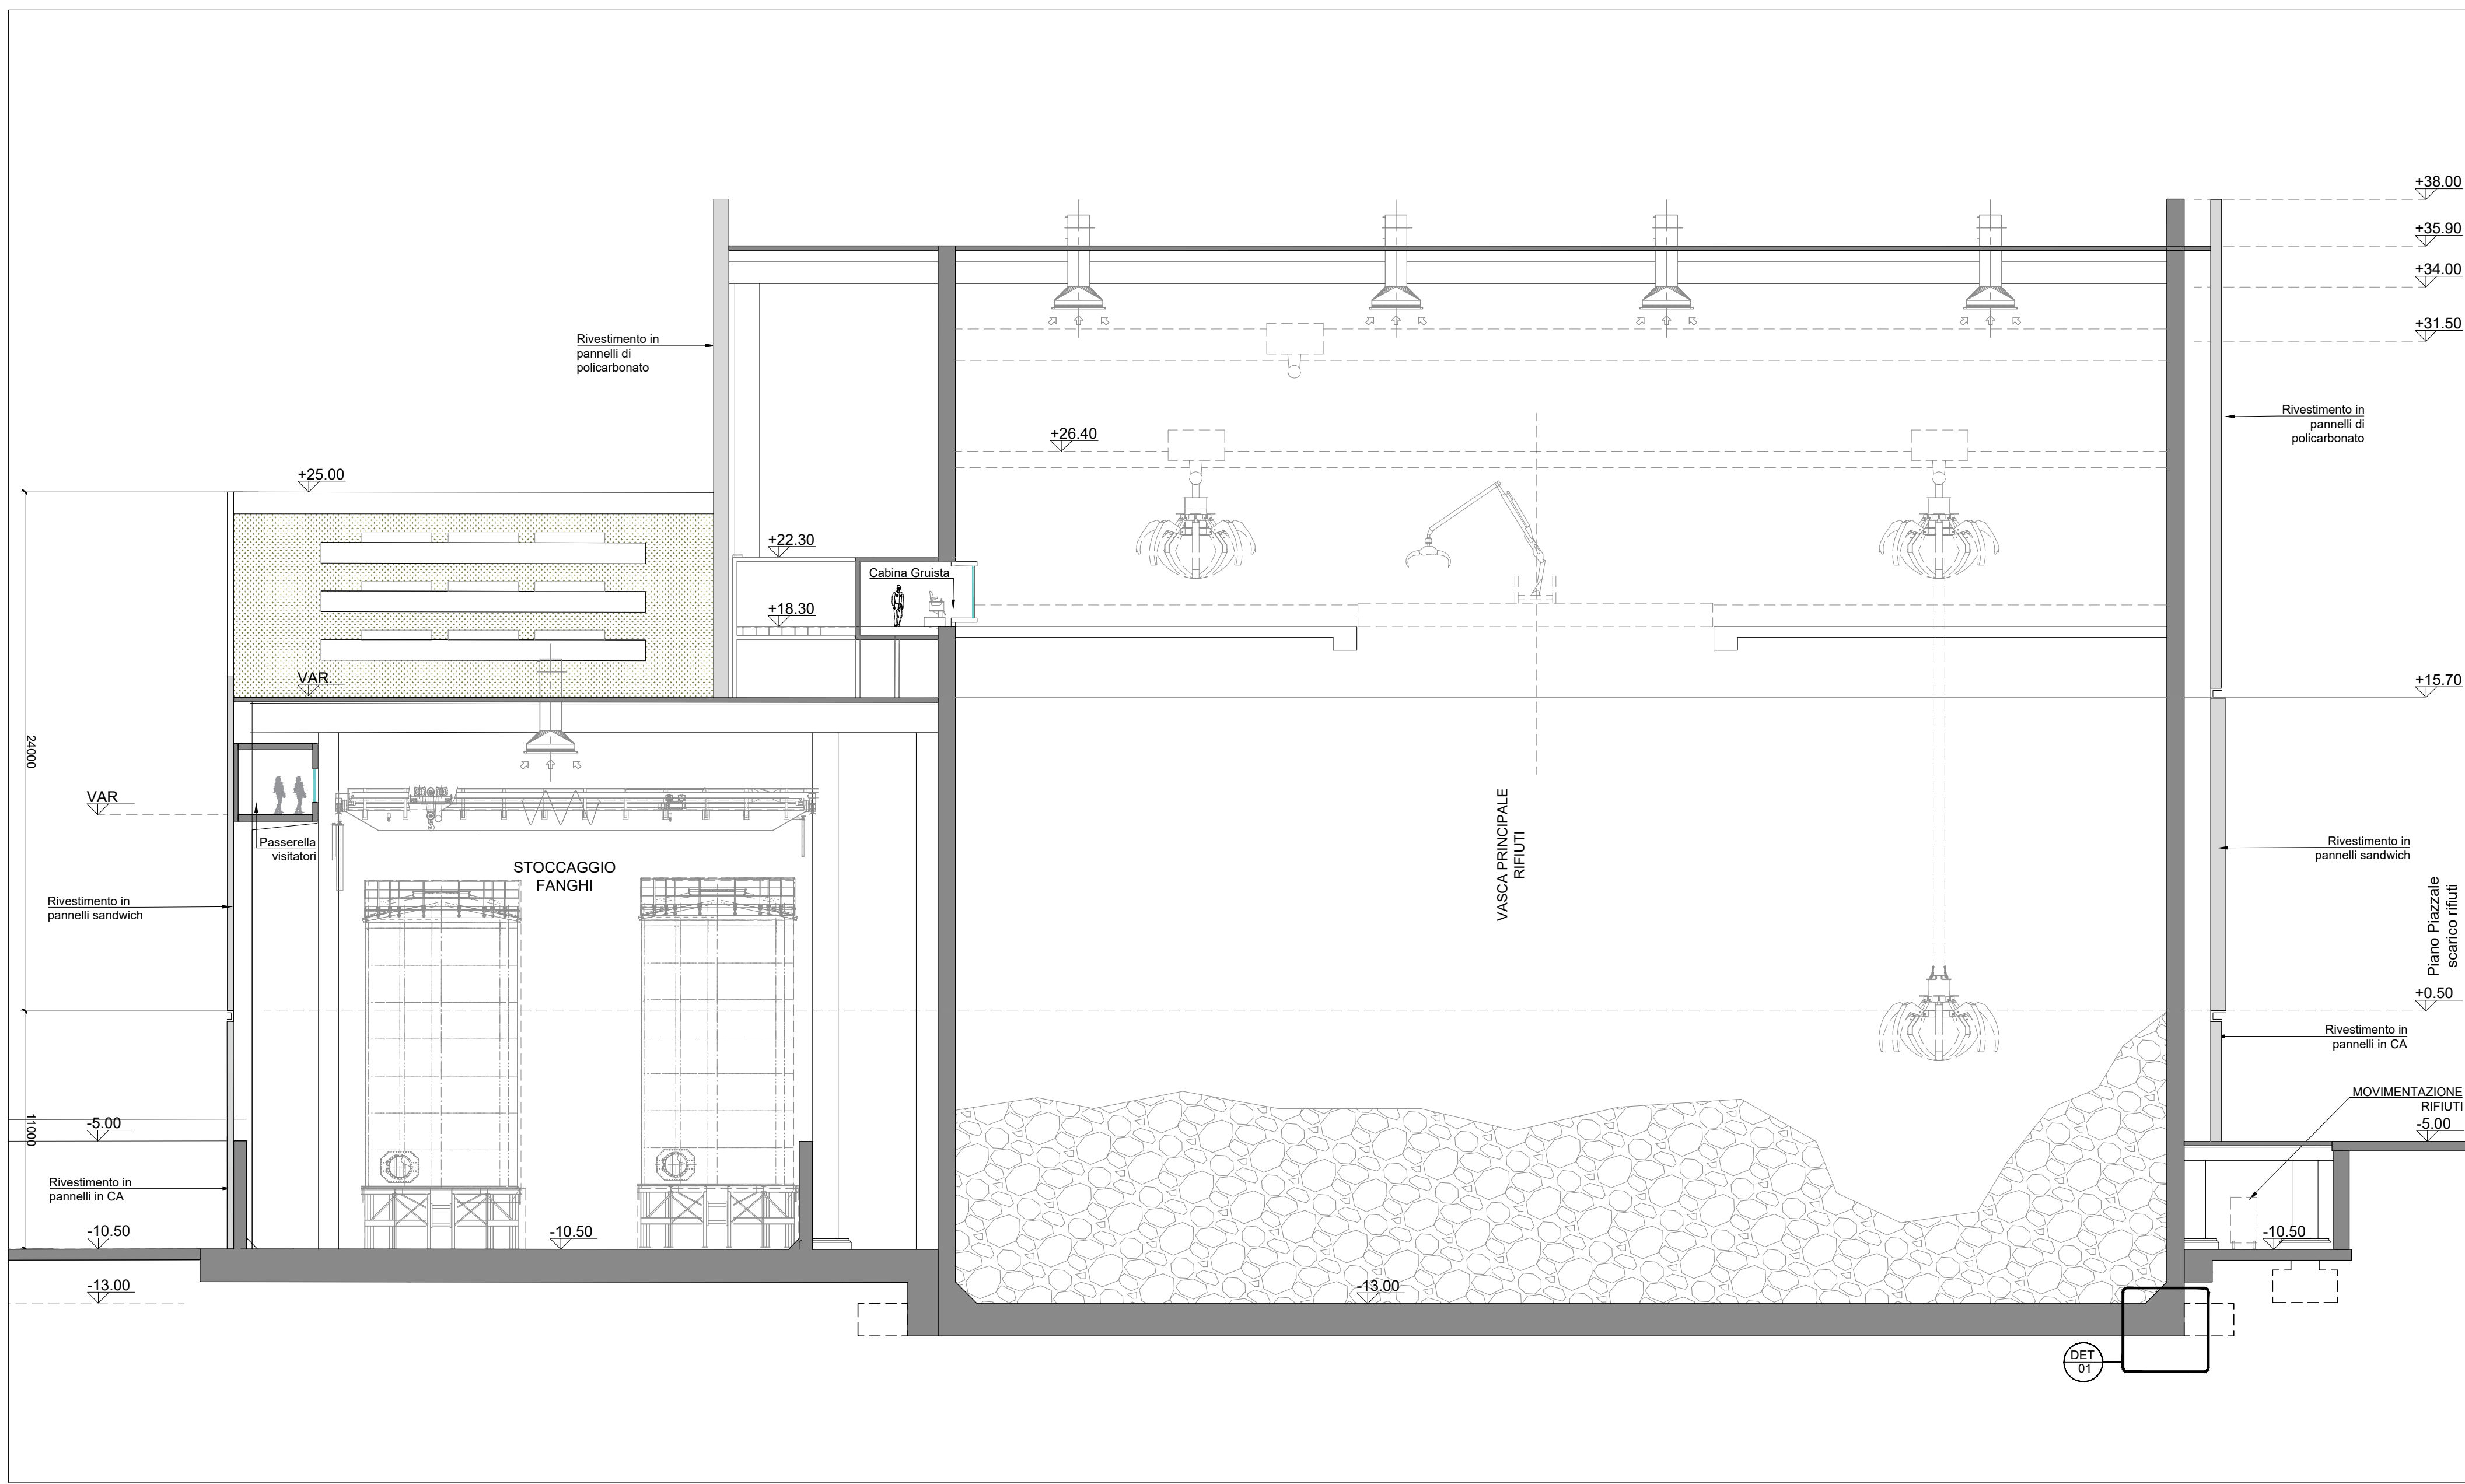 +38.00
+35.90
+34.00
+31.50
Rivestimento in
pannelli di
policarbonato
Rivestimento in
pannelli di
policarbonato
+26.40
+25.00
+22.30
Cabina Gruista
+18.30
VAR.
+15.70
24000
VAR
Passerella
visitatori
STOCCAGGIO
FANGHI
VASCA PRINCIPALE
RIFIUTI
Rivestimento in
pannelli sandwich
Rivestimento in
pannelli sandwich
Piano Piazzale
scarico rifiuti
+0.50
Rivestimento in
pannelli in CA
MOVIMENTAZIONE
RIFIUTI
-5.00
11000
-5.00
Rivestimento in
pannelli in CA
-10.50
-10.50
-10.50
-13.00
-13.00
DET
01